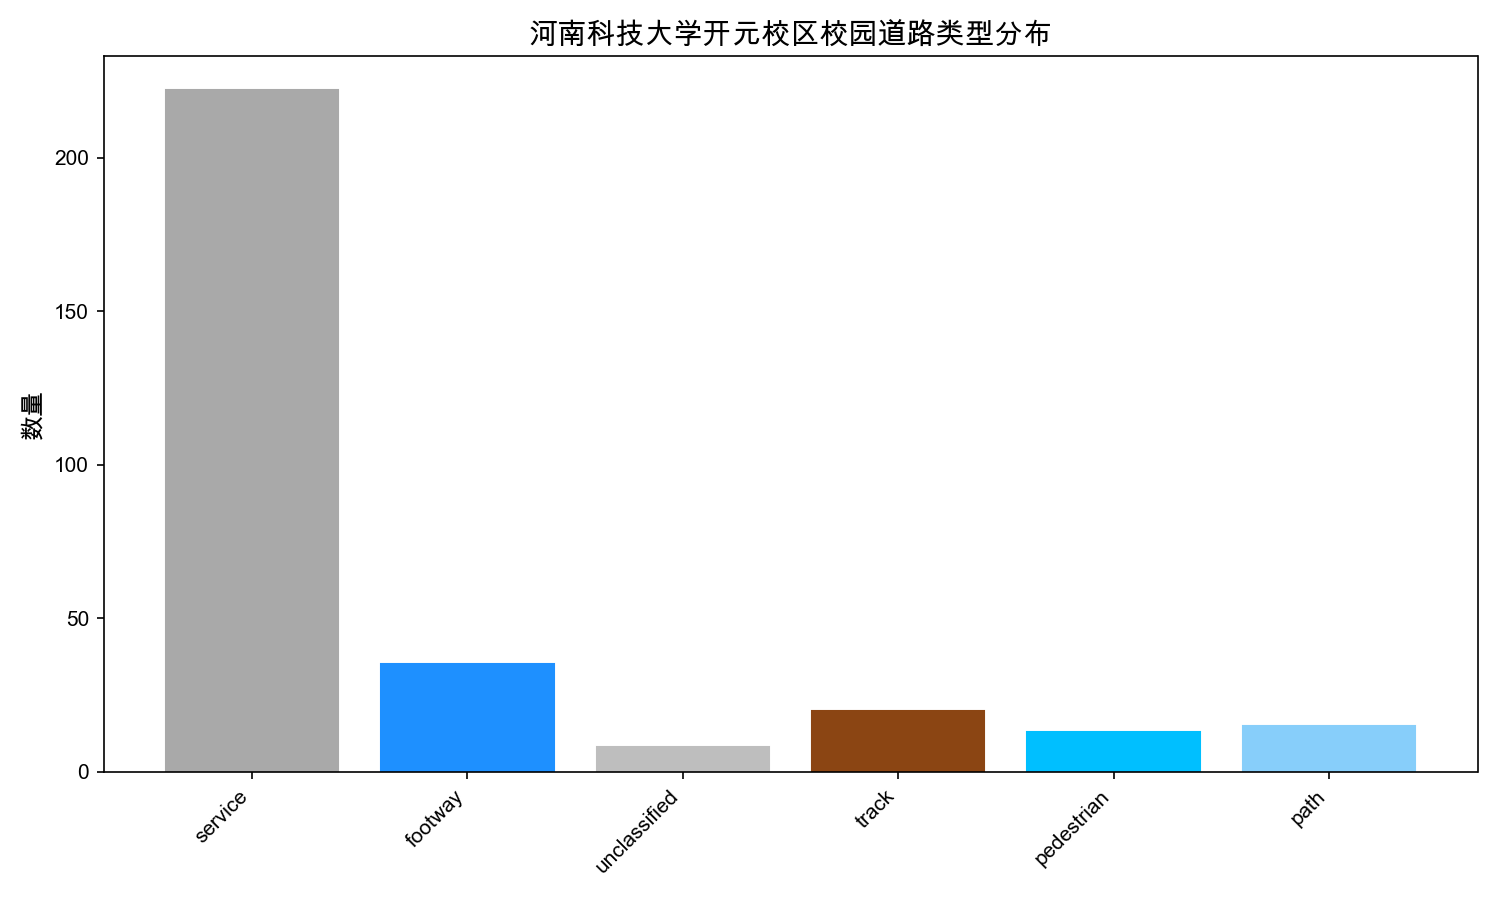 河南科技大学开元校区校园道路类型分布
数量
200
150
100
50
0
service
footway
unclassified
track
pedestrian
path